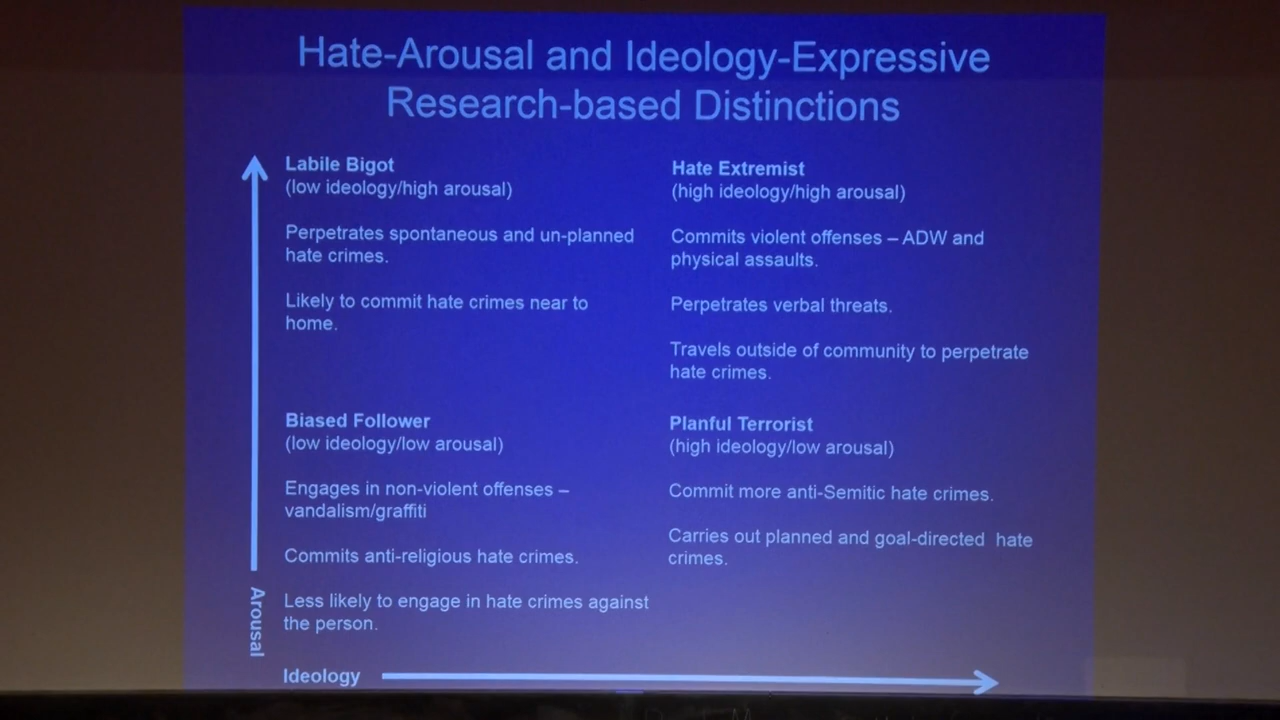 Hate-Arousal and Ideology-Expressive
Research-based Distinctions
Labile Bigot
(low ideology/high arousal)
Perpetrates spontaneous and un-planned
hate crimes.
Likely to commit hate crimes near to
home.
Hate Extremist
(high ideology/high arousal)
Commits violent offenses – ADW and
physical assaults.
Perpetrates verbal threats.
Travels outside of community to perpetrate
hate crimes.
Biased Follower
(low ideology/low arousal)
Engages in non-violent offenses –
vandalism/graffiti
Commits anti-religious hate crimes.
Less likely to engage in hate crimes against
the person.
Planful Terrorist
(high ideology/low arousal)
Commit more anti-Semitic hate crimes.
Carries out planned and goal-directed hate
crimes.
Arousal
Ideology